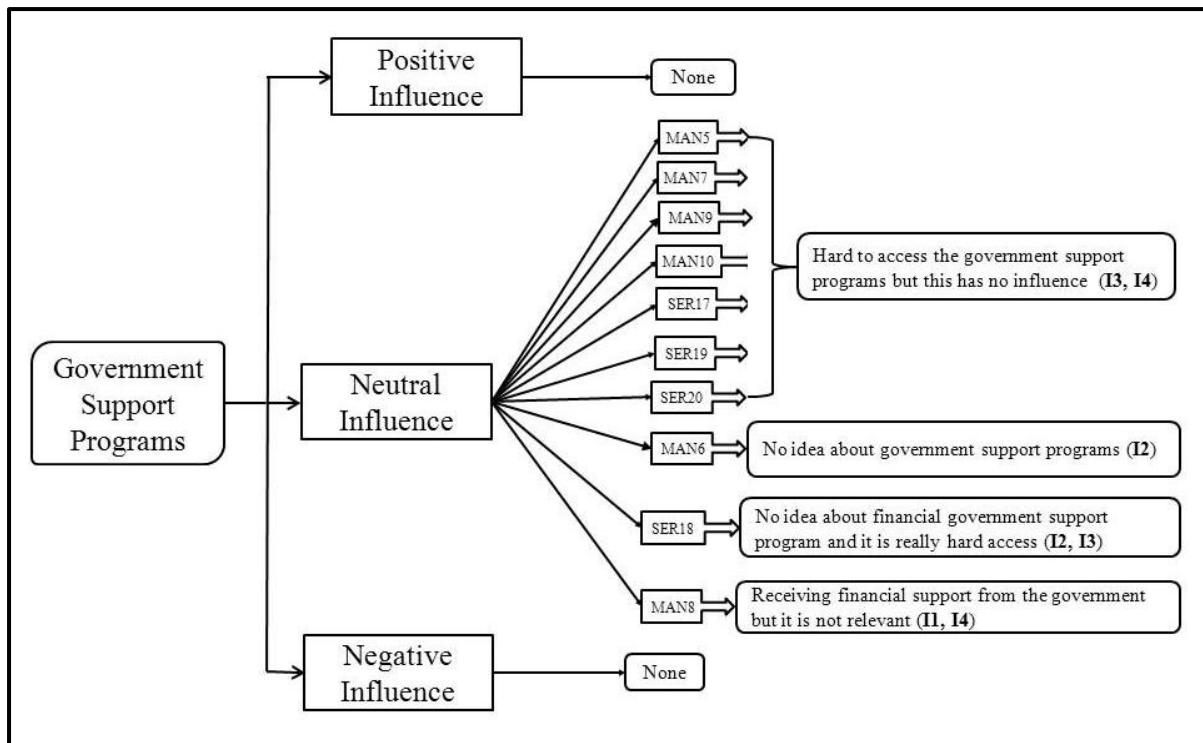 Positive
Influence
None
MAN5
MAN7
MAN9
MAN10
SER17
SER19
SER20
Hard to access the government support
programs but this has no influence (I3, I4)
Government
Support
Programs
Neutral
Influence
MAN6
No idea about government support programs (I2)
SER18
No idea about financial government support
program and it is really hard access (I2, I3)
MAN8
Receiving financial support from the government
but it is not relevant (I1, I4)
Negative
Influence
None